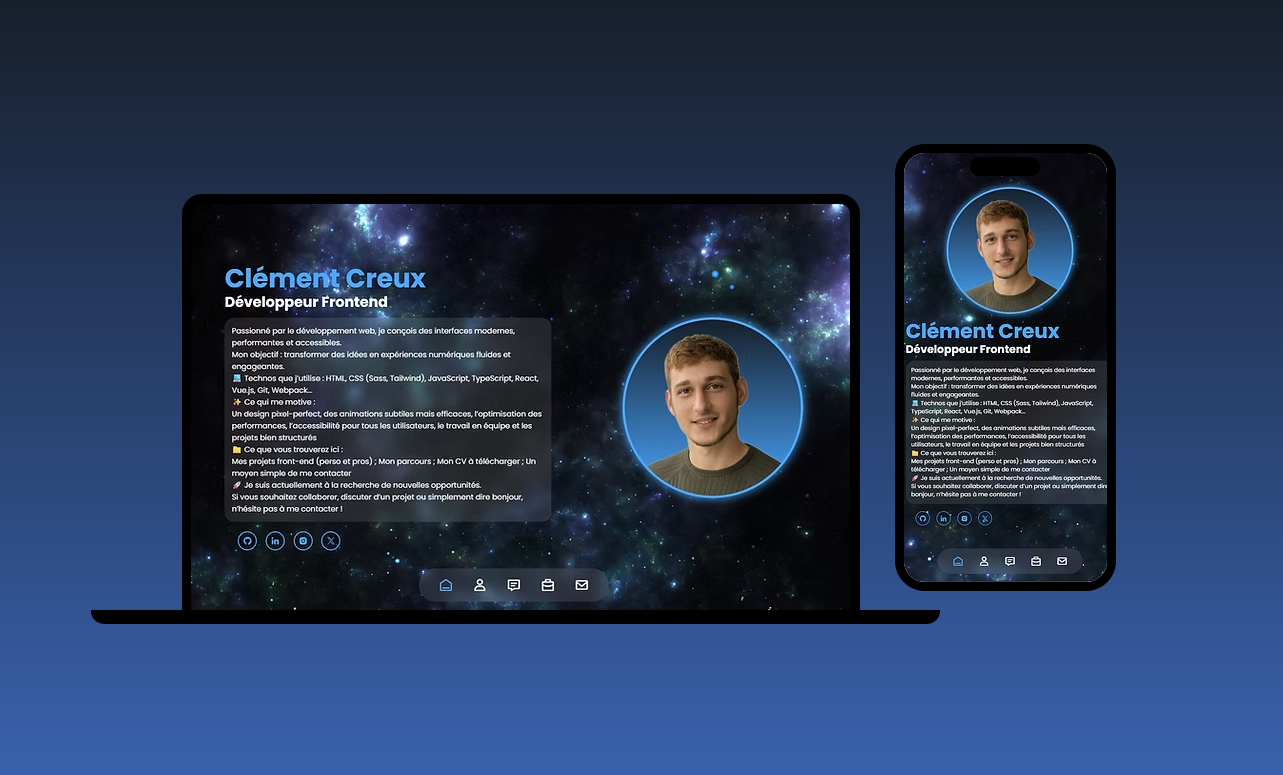 Clément Creux
Développeur Frontend
Passionné par le développement web, je conçois des interfaces modernes,
performantes et accessibles.
Mon objectif : transformer des idées en expériences numériques fluides et
engageantes.
💻 Technos que j'utilise : HTML, CSS (Sass, Tailwind), JavaScript, TypeScript, React,
Vue.js, Git, Webpack...
✨ Ce qui me motive :
Un design pixel-perfect, des animations subtiles mais efficaces, l'optimisation des
performances, l'accessibilité pour tous les utilisateurs, le travail en équipe et les
projets bien structurés
📁 Ce que vous trouverez ici :
Mes projets front-end (perso et pros) ; Mon parcours ; Mon CV à télécharger ; Un
moyen simple de me contacter
🚀 Je suis actuellement à la recherche de nouvelles opportunités.
Si vous souhaitez collaborer, discuter d'un projet ou simplement dire bonjour,
n'hésite pas à me contacter !
Clément Creux
Développeur Frontend
Passionné par le développement web, je conçois des interfaces
modernes, performantes et accessibles.
Mon objectif : transformer des idées en expériences numériques
fluides et engageantes.
💻 Technos que j'utilise : HTML, CSS (Sass, Tailwind), JavaScript,
TypeScript, React, Vue.js, Git, Webpack...
✨ Ce qui me motive :
Un design pixel-perfect, des animations subtiles mais efficaces,
l'optimisation des performances, l'accessibilité pour tous les
utilisateurs, le travail en équipe et les projets bien structurés
📁 Ce que vous trouverez ici :
Mes projets front-end (perso et pros) ; Mon parcours ; Mon CV à
télécharger ; Un moyen simple de me contacter
🚀 Je suis actuellement à la recherche de nouvelles opportunités.
Si vous souhaitez collaborer, discuter d'un projet ou simplement dire
bonjour, n'hésite pas à me contacter !